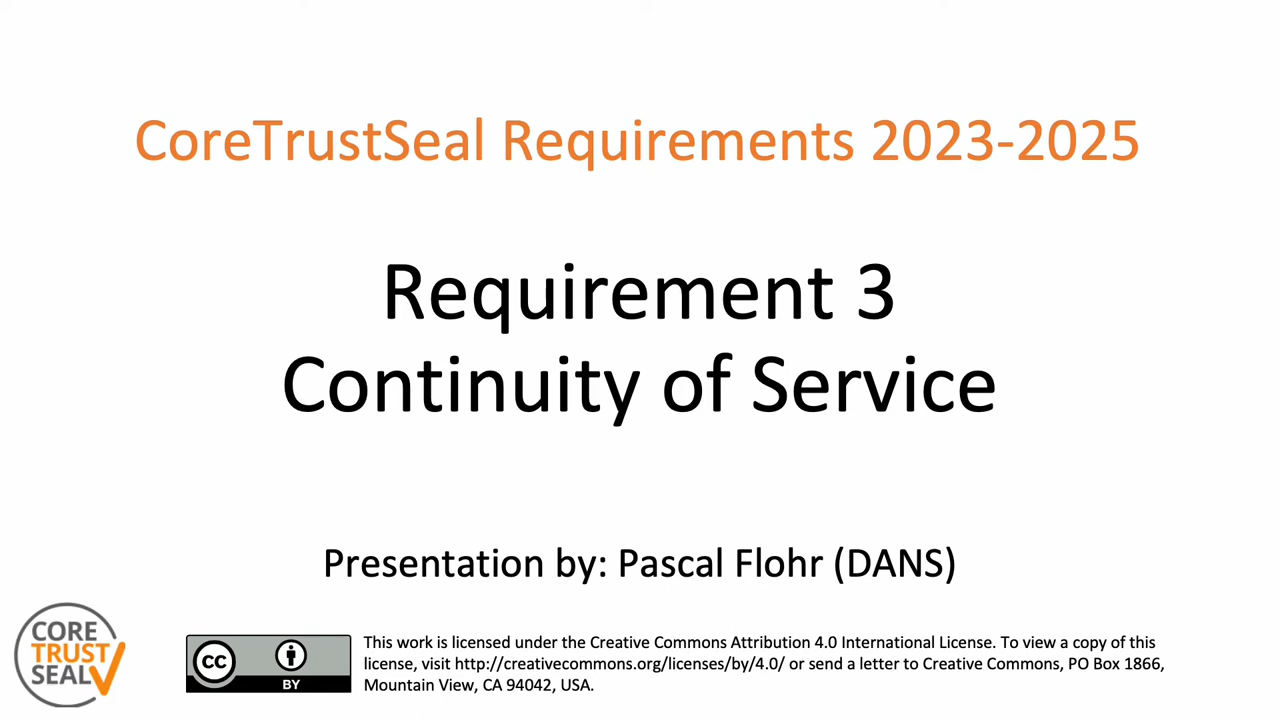 CoreTrustSeal Requirements 2023-2025
Requirement 3
Continuity of Service
Presentation by: Pascal Flohr (DANS)
CORE
TRUST
SEAL
CC
BY
This work is licensed under the Creative Commons Attribution 4.0 International License. To view a copy of this
license, visit http://creativecommons.org/licenses/by/4.0/ or send a letter to Creative Commons, PO Box 1866,
Mountain View, CA 94042, USA.